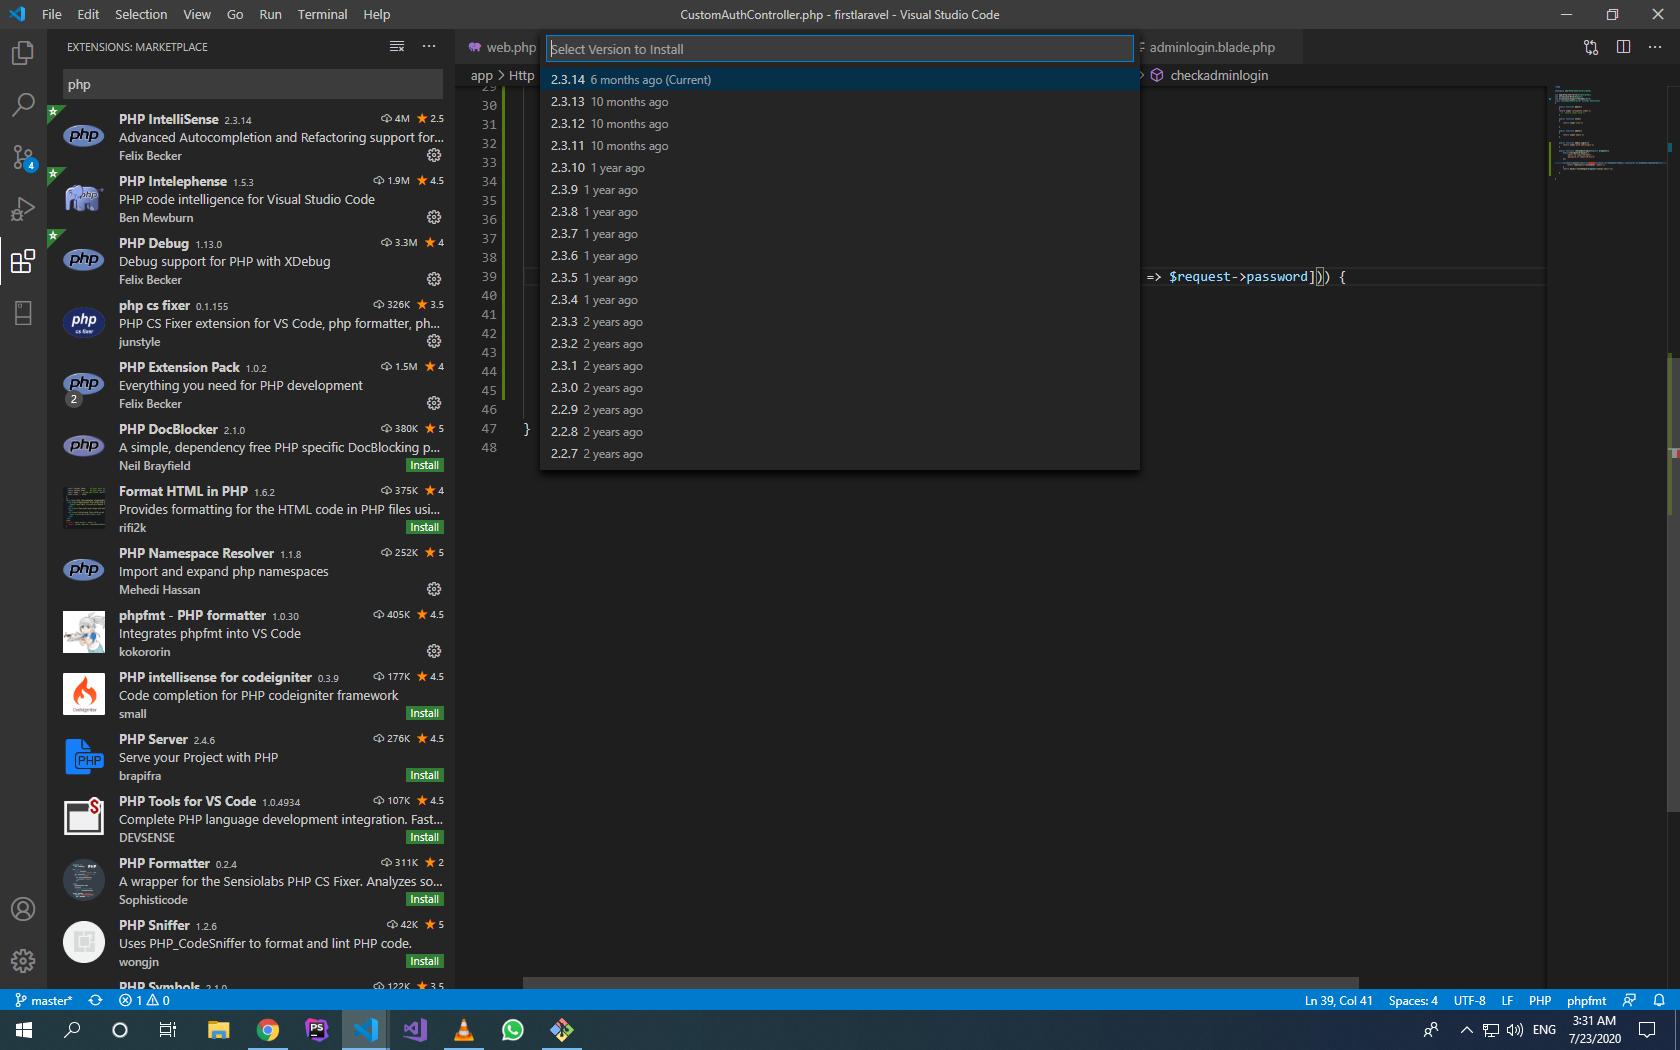 File Edit Selection View Go Run Terminal Help
CustomAuthController.php - firstlaravel - Visual Studio Code
EXTENSIONS: MARKETPLACE
php
PHP IntelliSense 2.3.14 4M 2.5
Advanced Autocompletion and Refactoring support for...
Felix Becker
PHP Intelephense 1.5.3 1.9M 4.5
PHP code intelligence for Visual Studio Code
Ben Mewburn
PHP Debug 1.13.0 3.3M 4
Debug support for PHP with XDebug
Felix Becker
php cs fixer 0.1.155 326K 3.5
PHP CS Fixer extension for VS Code, php formatter, ph...
junstyle
PHP Extension Pack 1.0.2 1.5M 4
Everything you need for PHP development
Felix Becker
2
PHP DocBlocker 2.1.0 380K 5
A simple, dependency free PHP specific DocBlocking p...
Neil Brayfield Install
Format HTML in PHP 1.6.2 375K 4
Provides formatting for the HTML code in PHP files usi...
rifi2k Install
PHP Namespace Resolver 1.1.8 252K 5
Import and expand php namespaces
Mehedi Hassan
phpfmt - PHP formatter 1.0.30 405K 4.5
Integrates phpfmt into VS Code
kokororin
PHP intellisense for codeigniter 0.3.9 177K 4.5
Code completion for PHP codeigniter framework
small Install
PHP Server 2.4.6 276K 4.5
Serve your Project with PHP
brapifra Install
PHP Tools for VS Code 1.0.4934 107K 4.5
Complete PHP language development integration. Fast...
DEVSENSE Install
PHP Formatter 0.2.4 311K 2
A wrapper for the Sensiolabs PHP CS Fixer. Analyzes so...
Sophisticode Install
PHP Sniffer 1.2.6 42K 5
Uses PHP_CodeSniffer to format and lint PHP code.
wongjn Install
PHP Symbols 2.1.0 122K 3.5
4
web.php
adminlogin.blade.php
app > Http
checkadminlogin
Select Version to Install
2.3.14 6 months ago (Current)
2.3.13 10 months ago
2.3.12 10 months ago
2.3.11 10 months ago
2.3.10 1 year ago
2.3.9 1 year ago
2.3.8 1 year ago
2.3.7 1 year ago
2.3.6 1 year ago
2.3.5 1 year ago
2.3.4 1 year ago
2.3.3 2 years ago
2.3.2 2 years ago
2.3.1 2 years ago
2.3.0 2 years ago
2.2.9 2 years ago
2.2.8 2 years ago
2.2.7 2 years ago
29
30
31
32
33
34
35
36
37
38
39 => $request->password])) {
40
41
42
43
44
45
46
47 }
48
master* 1 0
Ln 39, Col 41 Spaces: 4 UTF-8 LF PHP phpfmt
ENG
3:31 AM
7/23/2020